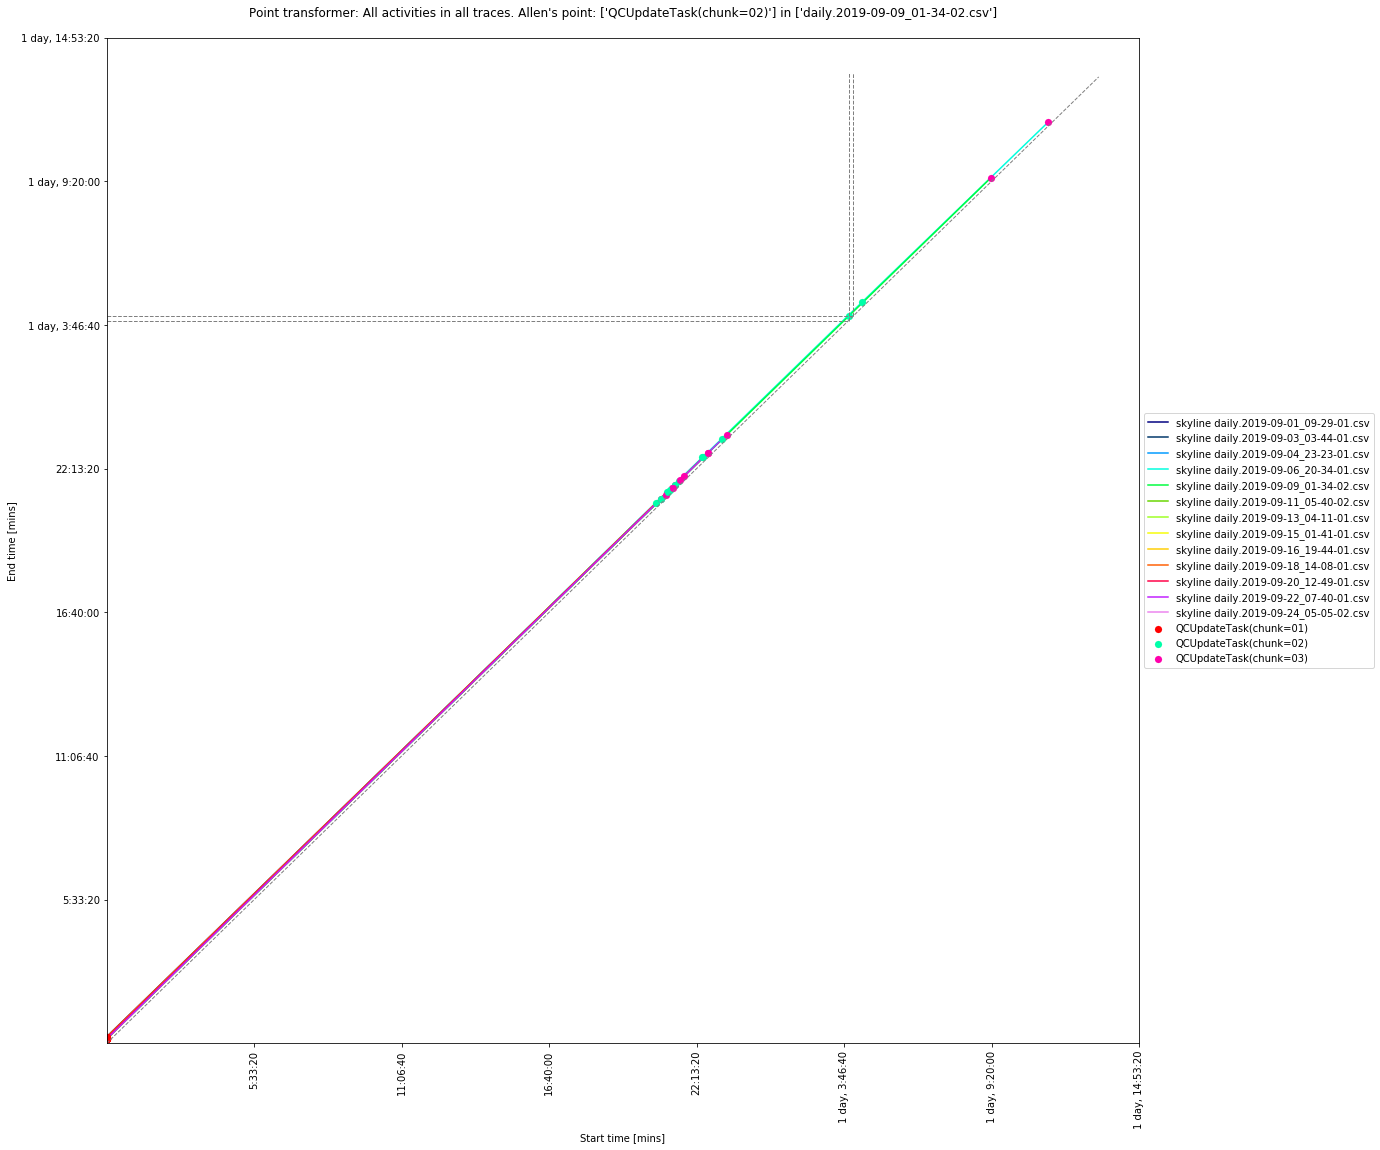 Point transformer: All activities in all traces. Allen's point: ['QCUpdateTask(chunk=02)'] in ['daily.2019-09-09_01-34-02.csv']
1 day, 14:53:20
1 day, 9:20:00
1 day, 3:46:40
22:13:20
16:40:00
11:06:40
5:33:20
End time [mins]
5:33:20
11:06:40
16:40:00
22:13:20
1 day, 3:46:40
1 day, 9:20:00
1 day, 14:53:20
Start time [mins]
skyline daily.2019-09-01_09-29-01.csv
skyline daily.2019-09-03_03-44-01.csv
skyline daily.2019-09-04_23-23-01.csv
skyline daily.2019-09-06_20-34-01.csv
skyline daily.2019-09-09_01-34-02.csv
skyline daily.2019-09-11_05-40-02.csv
skyline daily.2019-09-13_04-11-01.csv
skyline daily.2019-09-15_01-41-01.csv
skyline daily.2019-09-16_19-44-01.csv
skyline daily.2019-09-18_14-08-01.csv
skyline daily.2019-09-20_12-49-01.csv
skyline daily.2019-09-22_07-40-01.csv
skyline daily.2019-09-24_05-05-02.csv
QCUpdateTask(chunk=01)
QCUpdateTask(chunk=02)
QCUpdateTask(chunk=03)